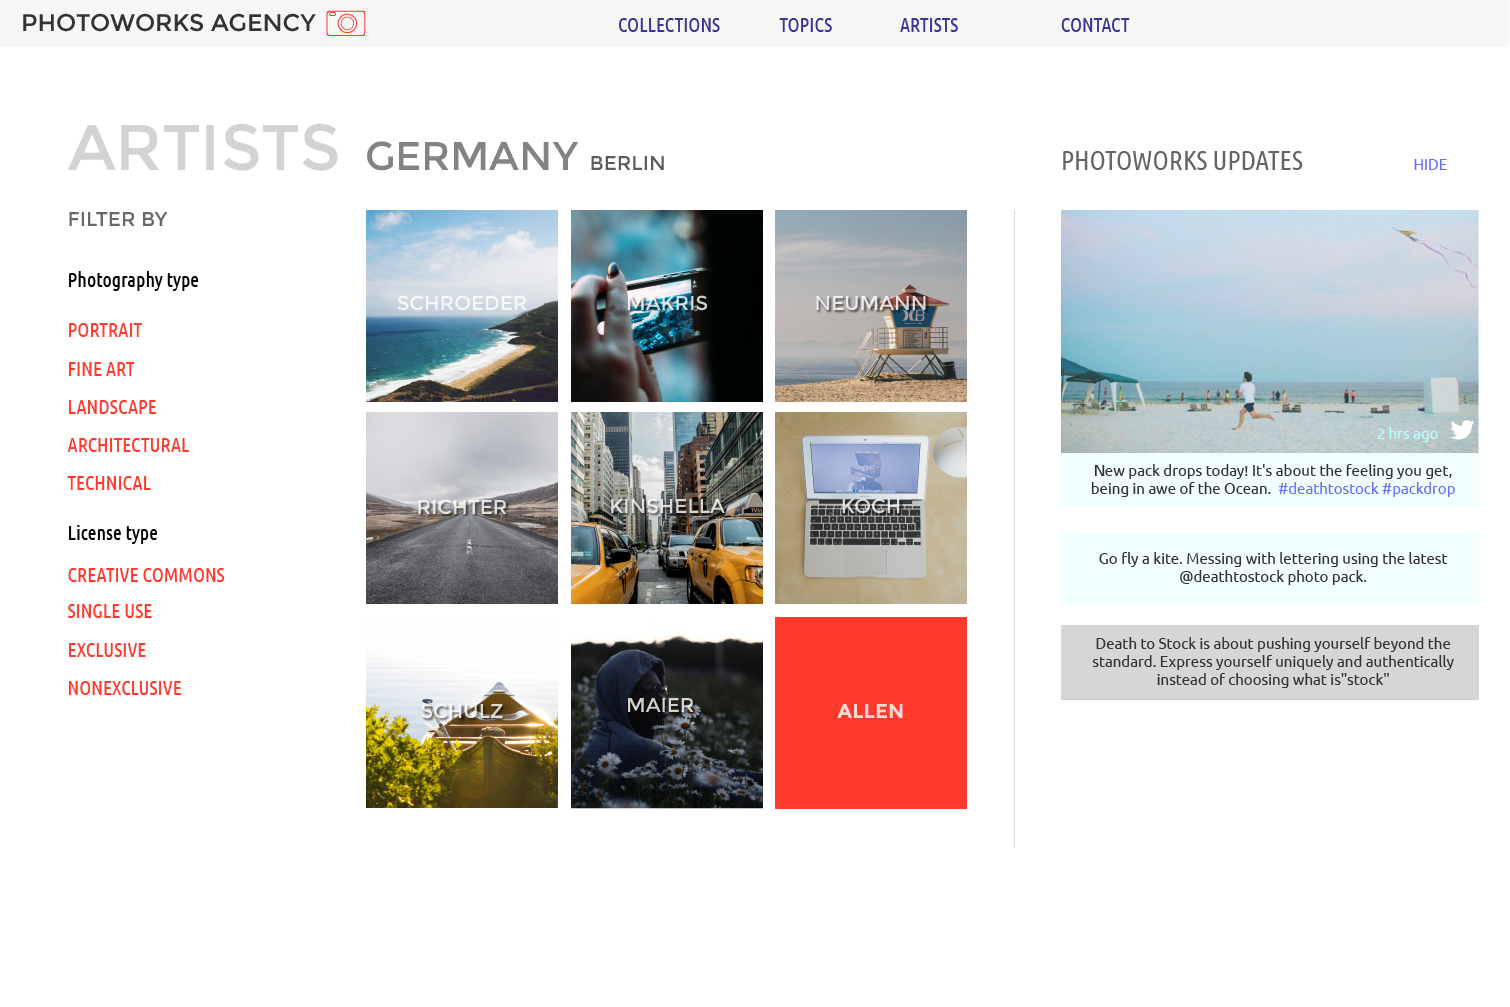 PHOTOWORKS AGENCY
COLLECTIONS
TOPICS
ARTISTS
CONTACT
ARTISTS
GERMANY BERLIN
PHOTOWORKS UPDATES
HIDE
FILTER BY
Photography type
PORTRAIT
FINE ART
LANDSCAPE
ARCHITECTURAL
TECHNICAL
License type
CREATIVE COMMONS
SINGLE USE
EXCLUSIVE
NONEXCLUSIVE
SCHROEDER
MAKRIS
NEUMANN
RICHTER
KINSHELLA
KOCH
SCHULZ
MAIER
ALLEN
2 hrs ago
New pack drops today! It's about the feeling you get,
being in awe of the Ocean. #deathtostock #packdrop
Go fly a kite. Messing with lettering using the latest
@deathtostock photo pack.
Death to Stock is about pushing yourself beyond the
standard. Express yourself uniquely and authentically
instead of choosing what is"stock"